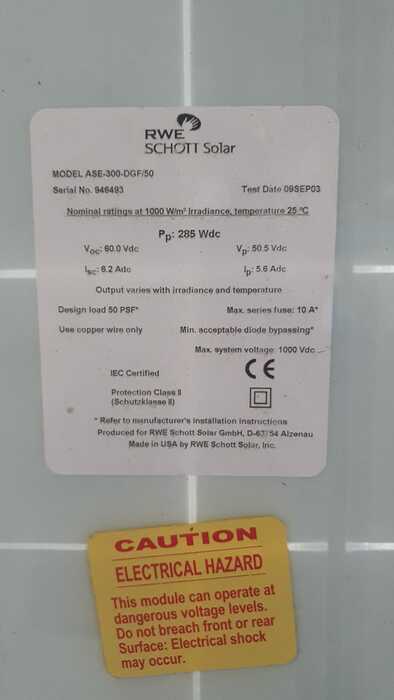 RWE
SCHOTT Solar
MODEL ASE-300-DGF/50
Serial No. 946493 Test Date 09SEP03
Nominal ratings at 1000 W/m² Irradiance, temperature 25 ºC
Pp: 285 Wdc
Voc: 60.0 Vdc Vp: 50.5 Vdc
Isc: 6.2 Adc Ip: 5.6 Adc
Output varies with irradiance and temperature
Design load 50 PSF* Max. series fuse: 10 A*
Use copper wire only Min. acceptable diode bypassing*
Max. system voltage: 1000 Vdc
IEC Certified CE
Protection Class II
(Schutzklasse II)
* Refer to manufacturer's installation instructions
Produced for RWE Schott Solar GmbH, D-63754 Alzenau
Made in USA by RWE Schott Solar, Inc.
CAUTION
ELECTRICAL HAZARD
This module can operate at
dangerous voltage levels.
Do not breach front or rear
Surface: Electrical shock
may occur.